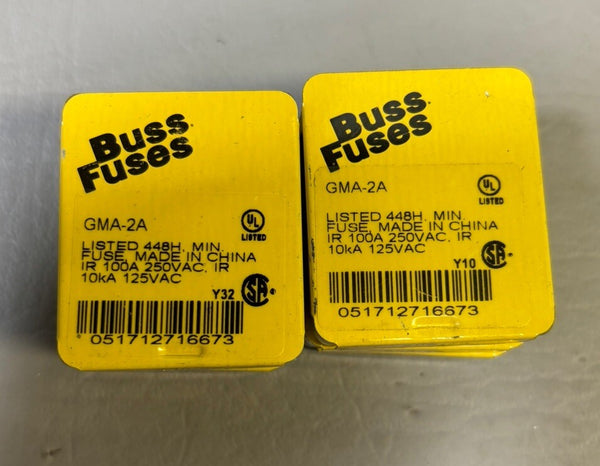 Buss
Fuses
GMA-2A
UL
LISTED
LISTED 448H, MIN.
FUSE, MADE IN CHINA
IR 100A 250VAC, IR
10kA 125VAC
Y32
SA
051712716673
Buss
Fuses
GMA-2A
UL
LISTED
LISTED 448H, MIN.
FUSE, MADE IN CHINA
IR 100A 250VAC, IR
10kA 125VAC
Y10
SA
051712716673